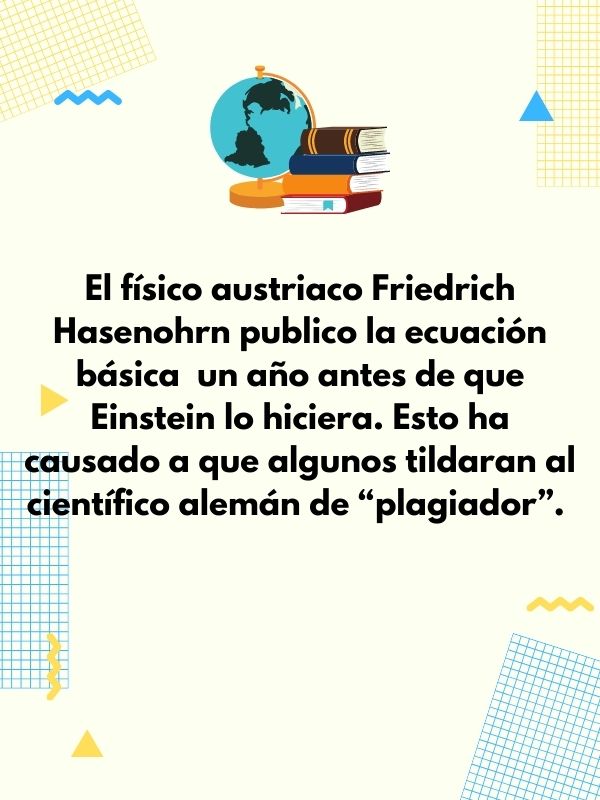 El físico austriaco Friedrich
Hasenohrn publico la ecuación
básica  un año antes de que
Einstein lo hiciera. Esto ha
causado a que algunos tildaran al
científico alemán de “plagiador”.